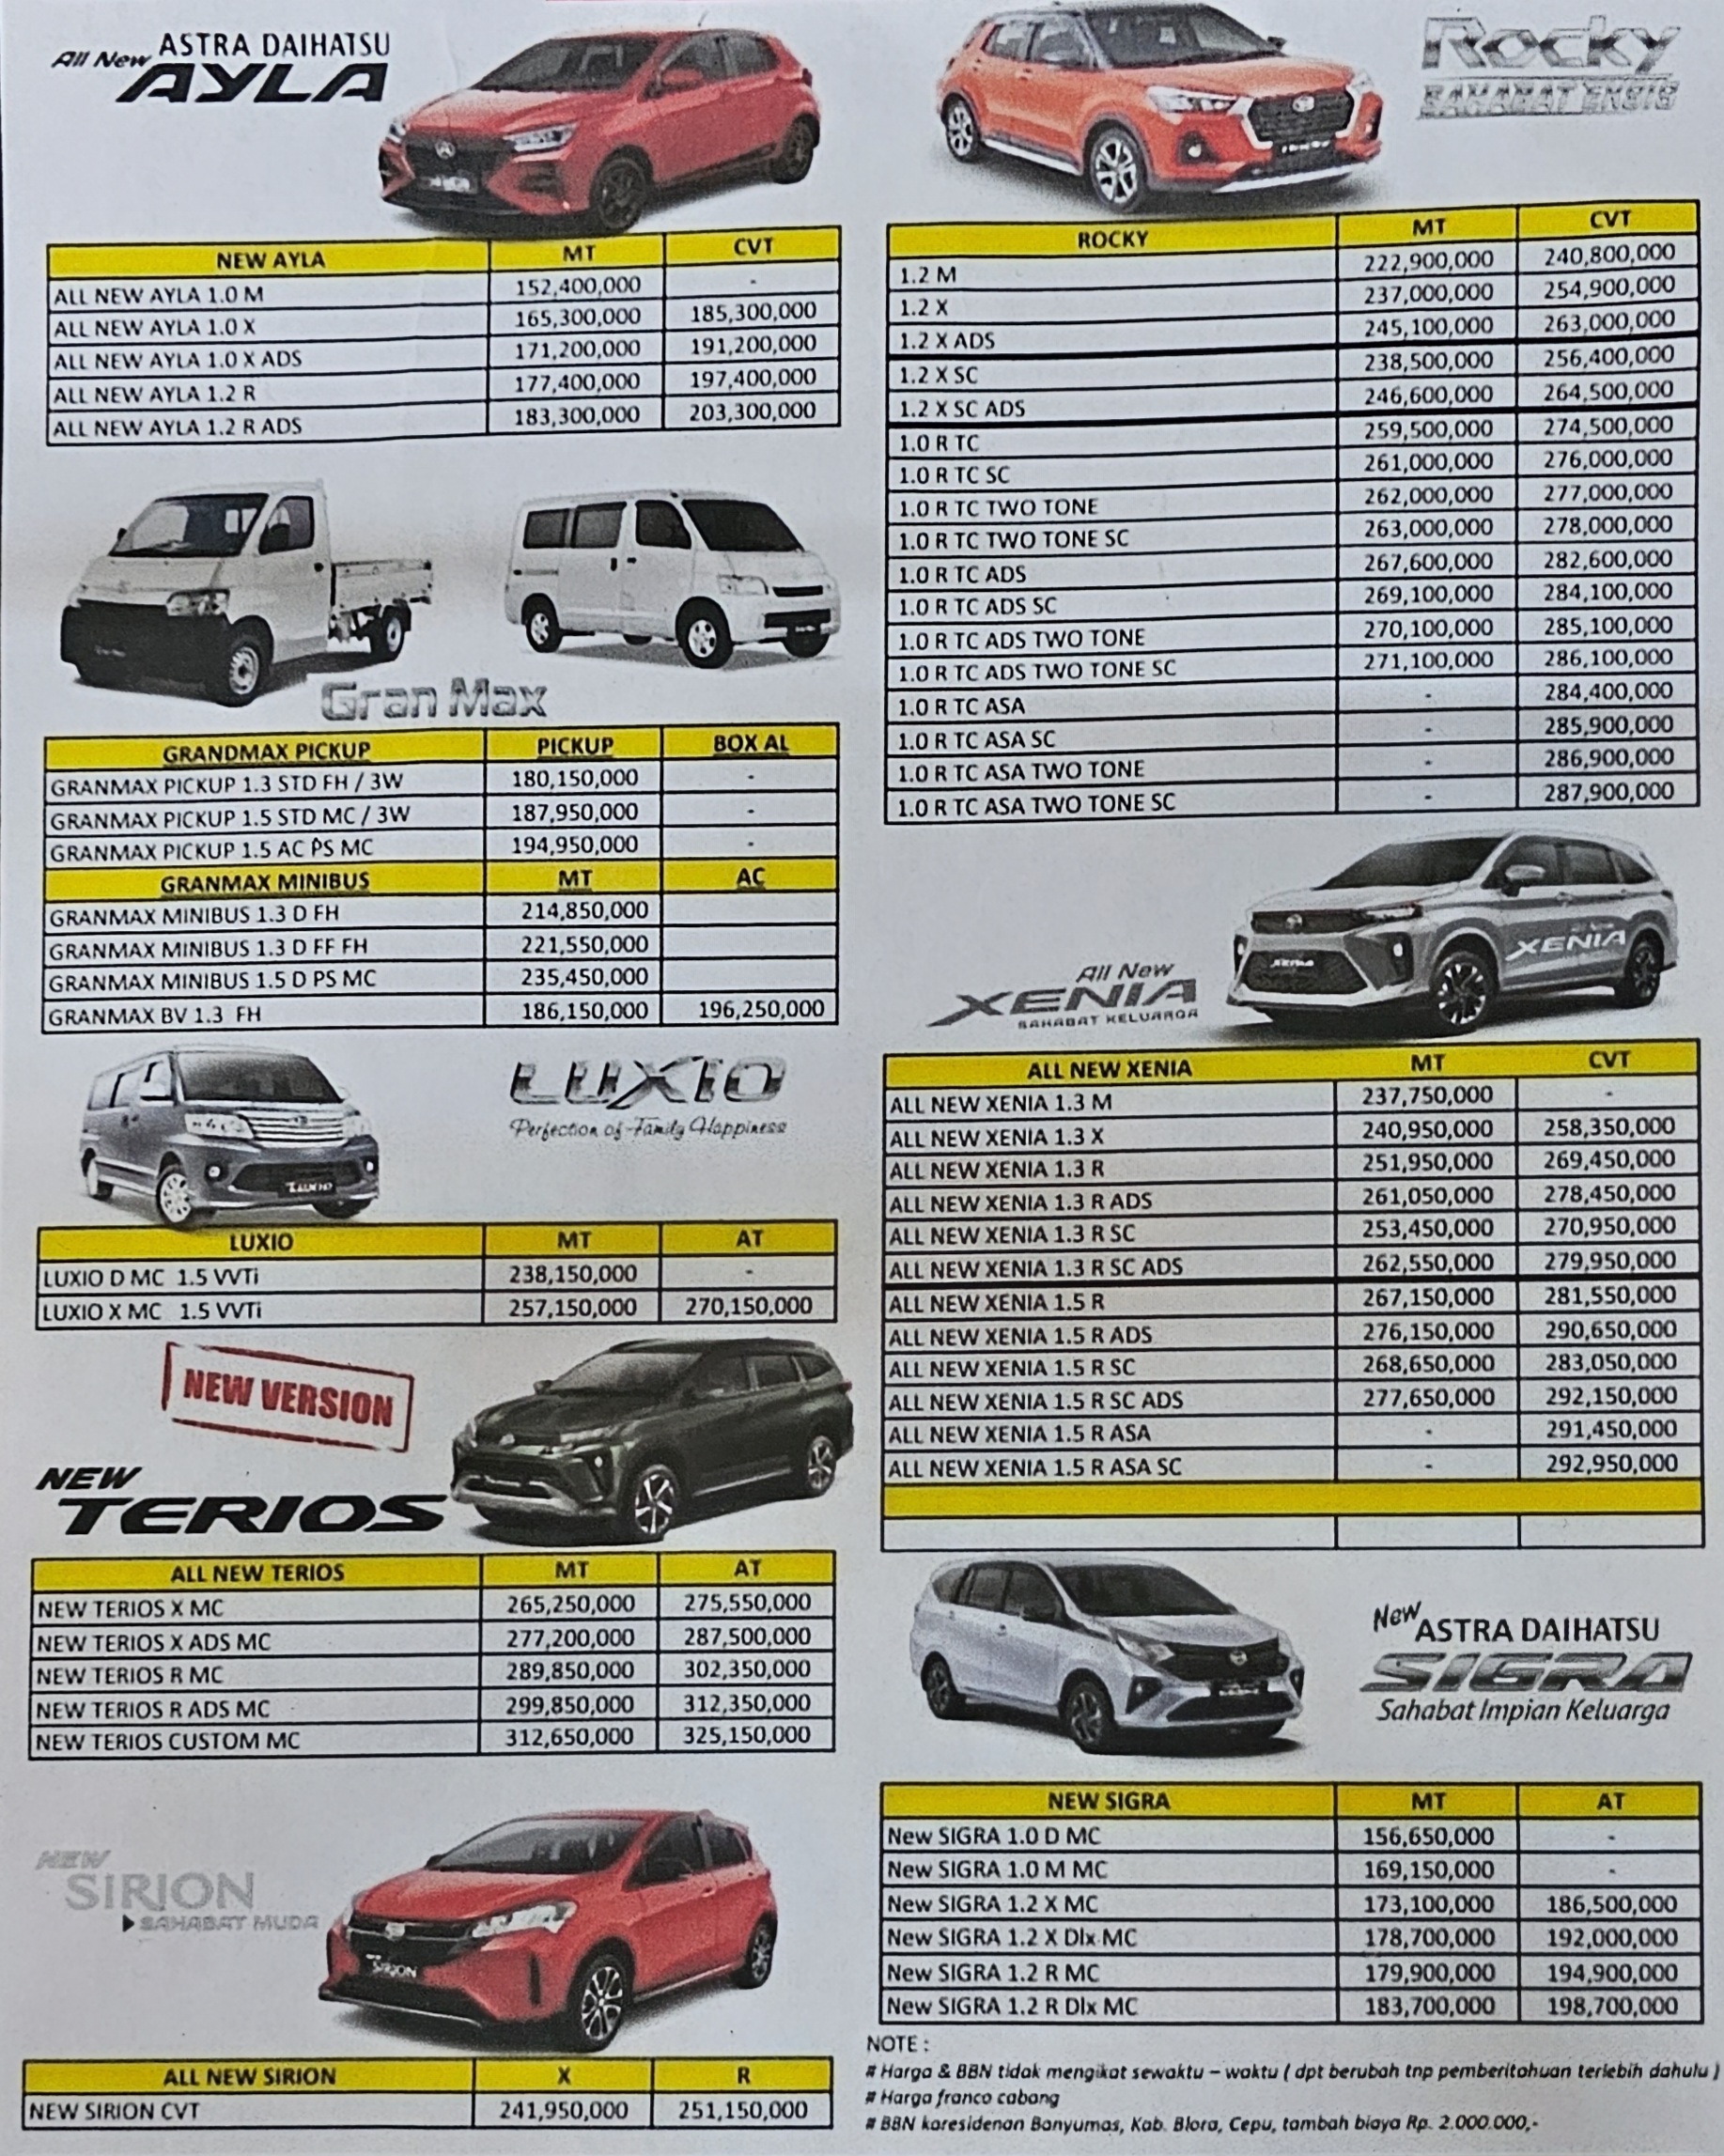 All New ASTRA DAIHATSU
AYLA
NEW AYLA MT CVT
ALL NEW AYLA 1.0 M 152,400,000 -
ALL NEW AYLA 1.0 X 165,300,000 185,300,000
ALL NEW AYLA 1.0 X ADS 171,200,000 191,200,000
ALL NEW AYLA 1.2 R 177,400,000 197,400,000
ALL NEW AYLA 1.2 R ADS 183,300,000 203,300,000
Gran Max
GRANDMAX PICKUP PICKUP BOX AL
GRANMAX PICKUP 1.3 STD FH / 3W 180,150,000 -
GRANMAX PICKUP 1.5 STD MC / 3W 187,950,000 -
GRANMAX PICKUP 1.5 AC PS MC 194,950,000 -
GRANMAX MINIBUS MT AC
GRANMAX MINIBUS 1.3 D FH 214,850,000
GRANMAX MINIBUS 1.3 D FF FH 221,550,000
GRANMAX MINIBUS 1.5 D PS MC 235,450,000
GRANMAX BV 1.3 FH 186,150,000 196,250,000
LUXIO
Perfection of Family Happiness
LUXIO
LUXIO MT AT
LUXIO D MC 1.5 VVTi 238,150,000 -
LUXIO X MC 1.5 VVTi 257,150,000 270,150,000
NEW VERSION
NEW
TERIOS
ALL NEW TERIOS MT AT
NEW TERIOS X MC 265,250,000 275,550,000
NEW TERIOS X ADS MC 277,200,000 287,500,000
NEW TERIOS R MC 289,850,000 302,350,000
NEW TERIOS R ADS MC 299,850,000 312,350,000
NEW TERIOS CUSTOM MC 312,650,000 325,150,000
NEW
SIRION
SAHABAT MUDA
SIRION
ALL NEW SIRION X R
NEW SIRION CVT 241,950,000 251,150,000
Rocky
SAHABAT ENSIS
ROCKY MT CVT
1.2 M 222,900,000 240,800,000
1.2 X 237,000,000 254,900,000
1.2 X ADS 245,100,000 263,000,000
1.2 X SC 238,500,000 256,400,000
1.2 X SC ADS 246,600,000 264,500,000
1.0 R TC 259,500,000 274,500,000
1.0 R TC SC 261,000,000 276,000,000
1.0 R TC TWO TONE 262,000,000 277,000,000
1.0 R TC TWO TONE SC 263,000,000 278,000,000
1.0 R TC ADS 267,600,000 282,600,000
1.0 R TC ADS SC 269,100,000 284,100,000
1.0 R TC ADS TWO TONE 270,100,000 285,100,000
1.0 R TC ADS TWO TONE SC 271,100,000 286,100,000
1.0 R TC ASA - 284,400,000
1.0 R TC ASA SC - 285,900,000
1.0 R TC ASA TWO TONE - 286,900,000
1.0 R TC ASA TWO TONE SC - 287,900,000
All New
XENIA
SAHABAT KELUARGA
XENIA
XENIA
ALL NEW XENIA MT CVT
ALL NEW XENIA 1.3 M 237,750,000 -
ALL NEW XENIA 1.3 X 240,950,000 258,350,000
ALL NEW XENIA 1.3 R 251,950,000 269,450,000
ALL NEW XENIA 1.3 R ADS 261,050,000 278,450,000
ALL NEW XENIA 1.3 R SC 253,450,000 270,950,000
ALL NEW XENIA 1.3 R SC ADS 262,550,000 279,950,000
ALL NEW XENIA 1.5 R 267,150,000 281,550,000
ALL NEW XENIA 1.5 R ADS 276,150,000 290,650,000
ALL NEW XENIA 1.5 R SC 268,650,000 283,050,000
ALL NEW XENIA 1.5 R SC ADS 277,650,000 292,150,000
ALL NEW XENIA 1.5 R ASA - 291,450,000
ALL NEW XENIA 1.5 R ASA SC - 292,950,000
New ASTRA DAIHATSU
SIGRA
Sahabat Impian Keluarga
NEW SIGRA MT AT
New SIGRA 1.0 D MC 156,650,000 -
New SIGRA 1.0 M MC 169,150,000 -
New SIGRA 1.2 X MC 173,100,000 186,500,000
New SIGRA 1.2 X Dlx MC 178,700,000 192,000,000
New SIGRA 1.2 R MC 179,900,000 194,900,000
New SIGRA 1.2 R Dlx MC 183,700,000 198,700,000
NOTE :
# Harga & BBN tidak mengikat sewaktu – waktu ( dpt berubah tnp pemberitahuan terlebih dahulu )
# Harga franco cabang
# BBN karesidenan Banyumas, Kab. Blora, Cepu, tambah biaya Rp. 2.000.000,-